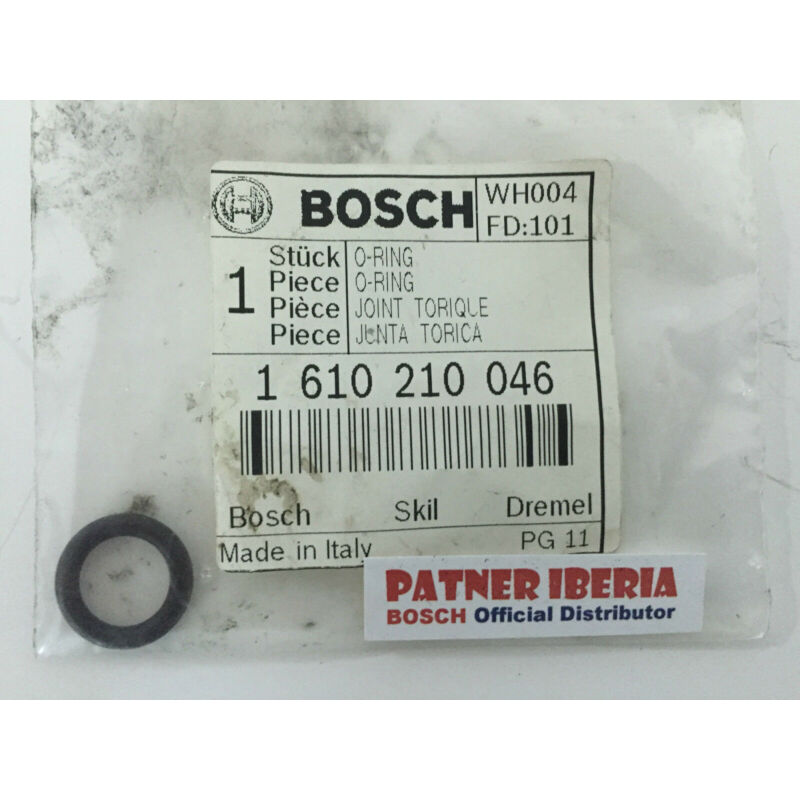 BOSCH
WH004
FD:101
1
Stück O-RING
Piece O-RING
Pièce JOINT TORIQUE
Piece JUNTA TORICA
1 610 210 046
Bosch Skil Dremel
Made in Italy PG 11
PATNER IBERIA
BOSCH Official Distributor